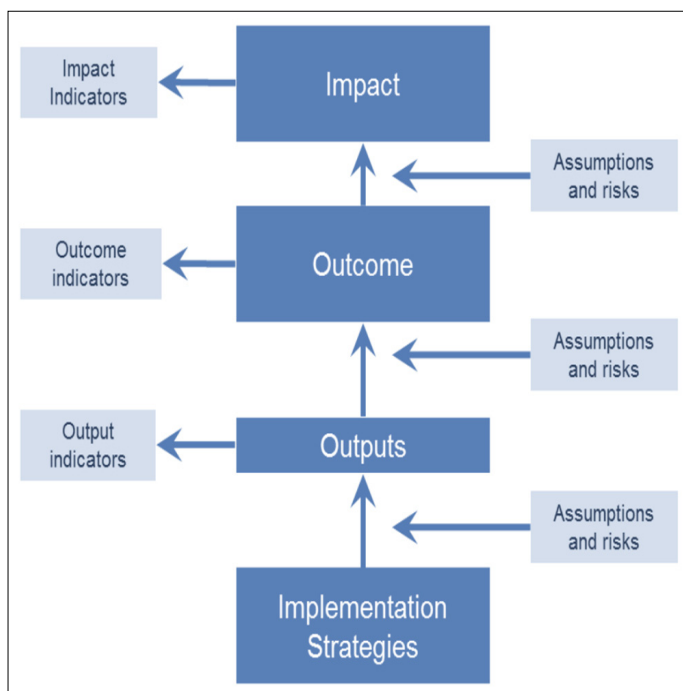 Impact
Indicators
Impact
Assumptions
and risks
Outcome
indicators
Outcome
Assumptions
and risks
Output
indicators
Outputs
Assumptions
and risks
Implementation
Strategies